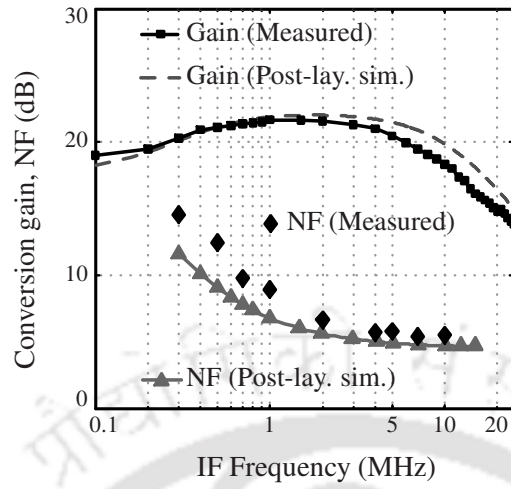 30
Gain (Measured)
Gain (Post-lay. sim.)
20
NF (Measured)
10
NF (Post-lay. sim.)
0
0.1 1 5 10 20
Conversion gain, NF (dB)
IF Frequency (MHz)